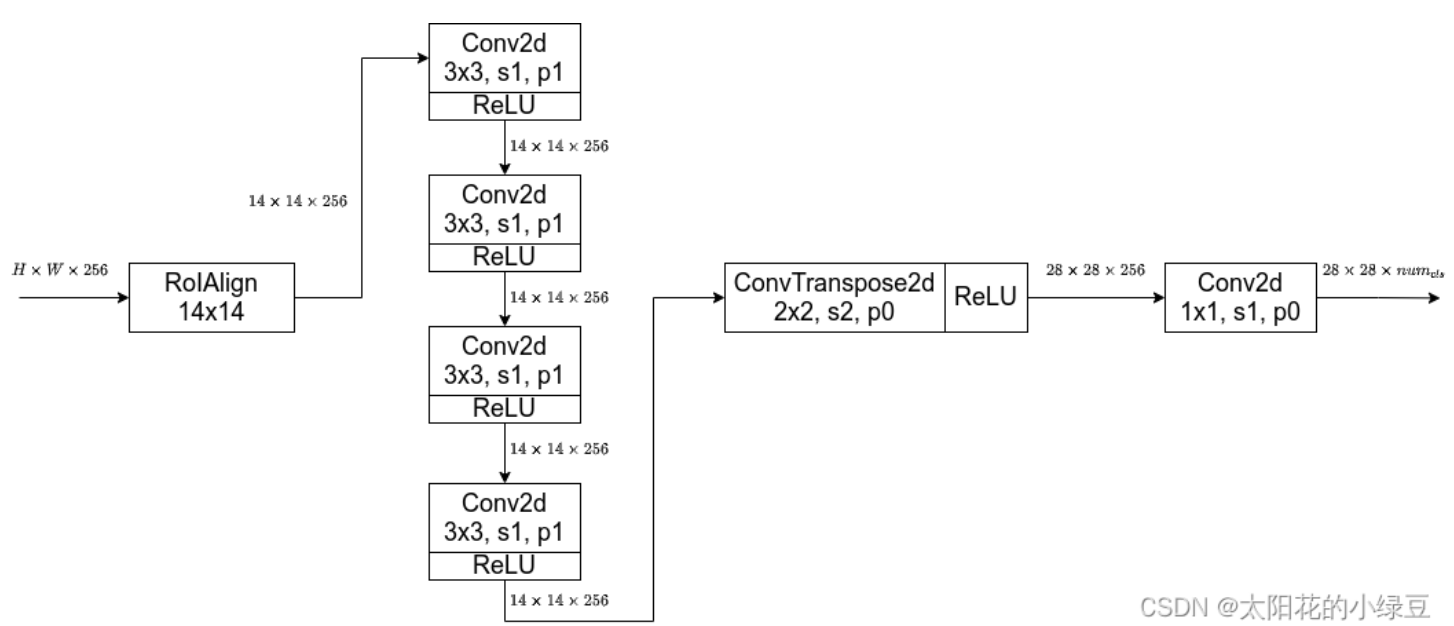 H × W × 256
RoIAlign
14x14
14 × 14 × 256
Conv2d
3x3, s1, p1
ReLU
14 × 14 × 256
Conv2d
3x3, s1, p1
ReLU
14 × 14 × 256
Conv2d
3x3, s1, p1
ReLU
14 × 14 × 256
Conv2d
3x3, s1, p1
ReLU
14 × 14 × 256
ConvTranspose2d
2x2, s2, p0
ReLU
28 × 28 × 256
Conv2d
1x1, s1, p0
28 × 28 × num_cls
CSDN @太阳花的小绿豆